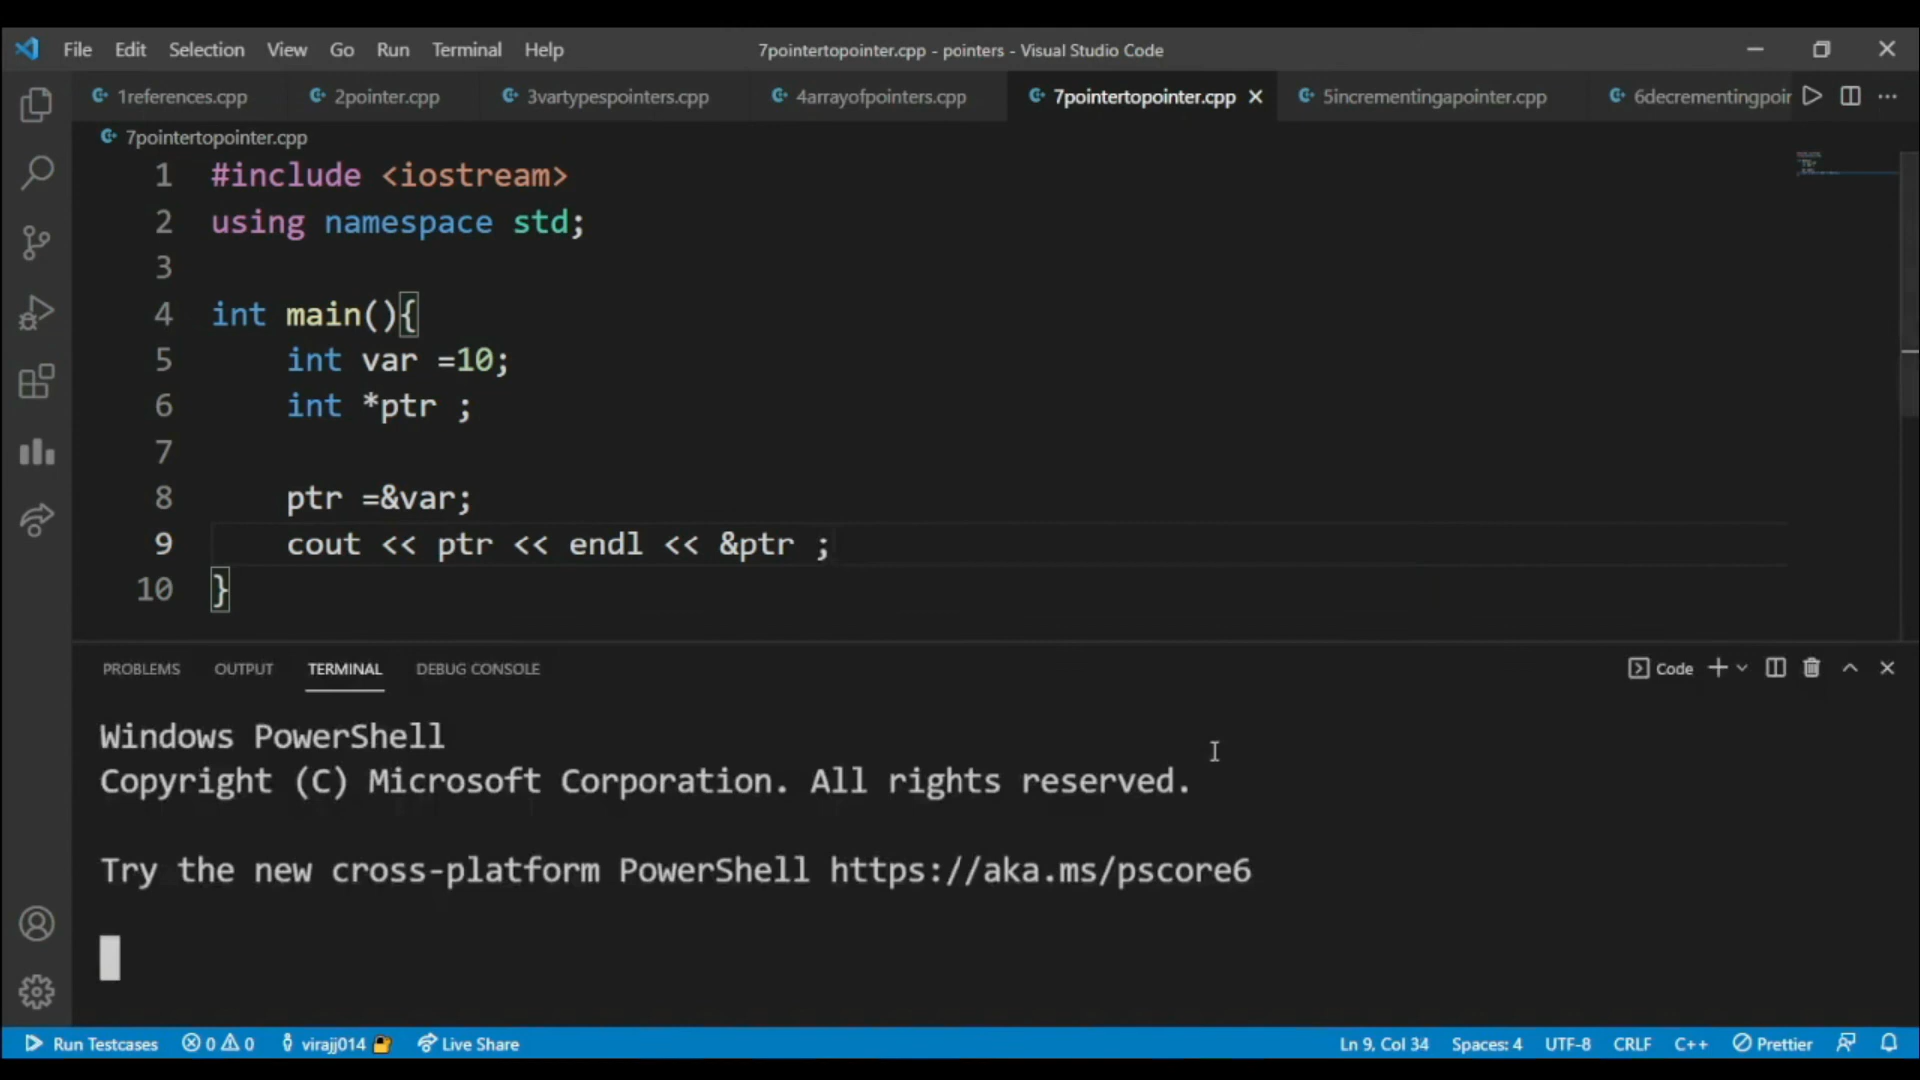 File Edit Selection View Go Run Terminal Help 7pointertopointer.cpp - pointers - Visual Studio Code
1references.cpp 2pointer.cpp 3vartypespointers.cpp 4arrayofpointers.cpp 7pointertopointer.cpp 5incrementingapointer.cpp 6decrementingpoir
7pointertopointer.cpp
1 #include <iostream>
2 using namespace std;
3
4 int main(){
5 int var =10;
6 int *ptr ;
7
8 ptr =&var;
9 cout << ptr << endl << &ptr ;
10 }
PROBLEMS OUTPUT TERMINAL DEBUG CONSOLE Code
Windows PowerShell
Copyright (C) Microsoft Corporation. All rights reserved.
Try the new cross-platform PowerShell https://aka.ms/pscore6
Run Testcases 0 0 virajj014 Live Share Ln 9, Col 34 Spaces: 4 UTF-8 CRLF C++ Prettier